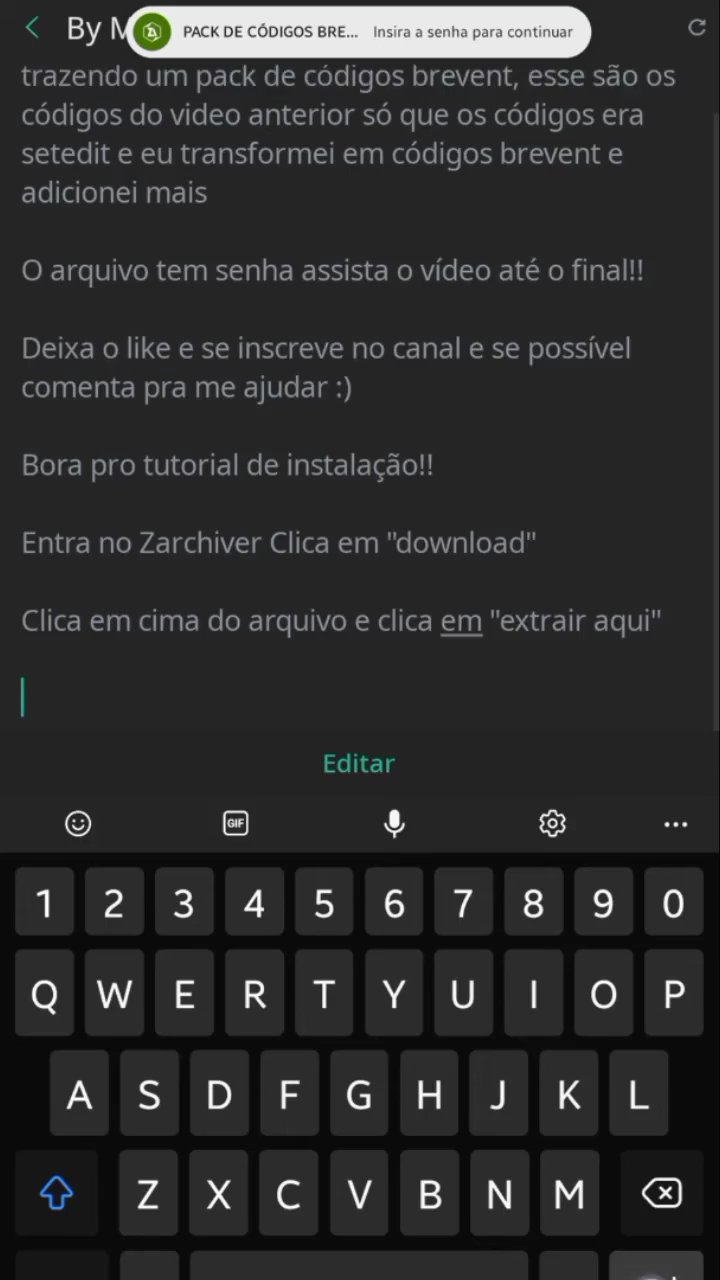 By M
PACK DE CÓDIGOS BRE... Insira a senha para continuar
trazendo um pack de códigos brevent, esse são os
códigos do video anterior só que os códigos era
setedit e eu transformei em códigos brevent e
adicionei mais
O arquivo tem senha assista o vídeo até o final!!
Deixa o like e se inscreve no canal e se possível
comenta pra me ajudar :)
Bora pro tutorial de instalação!!
Entra no Zarchiver Clica em "download"
Clica em cima do arquivo e clica em "extrair aqui"
Editar
GIF
1 2 3 4 5 6 7 8 9 0
Q W E R T Y U I O P
A S D F G H J K L
Z X C V B N M